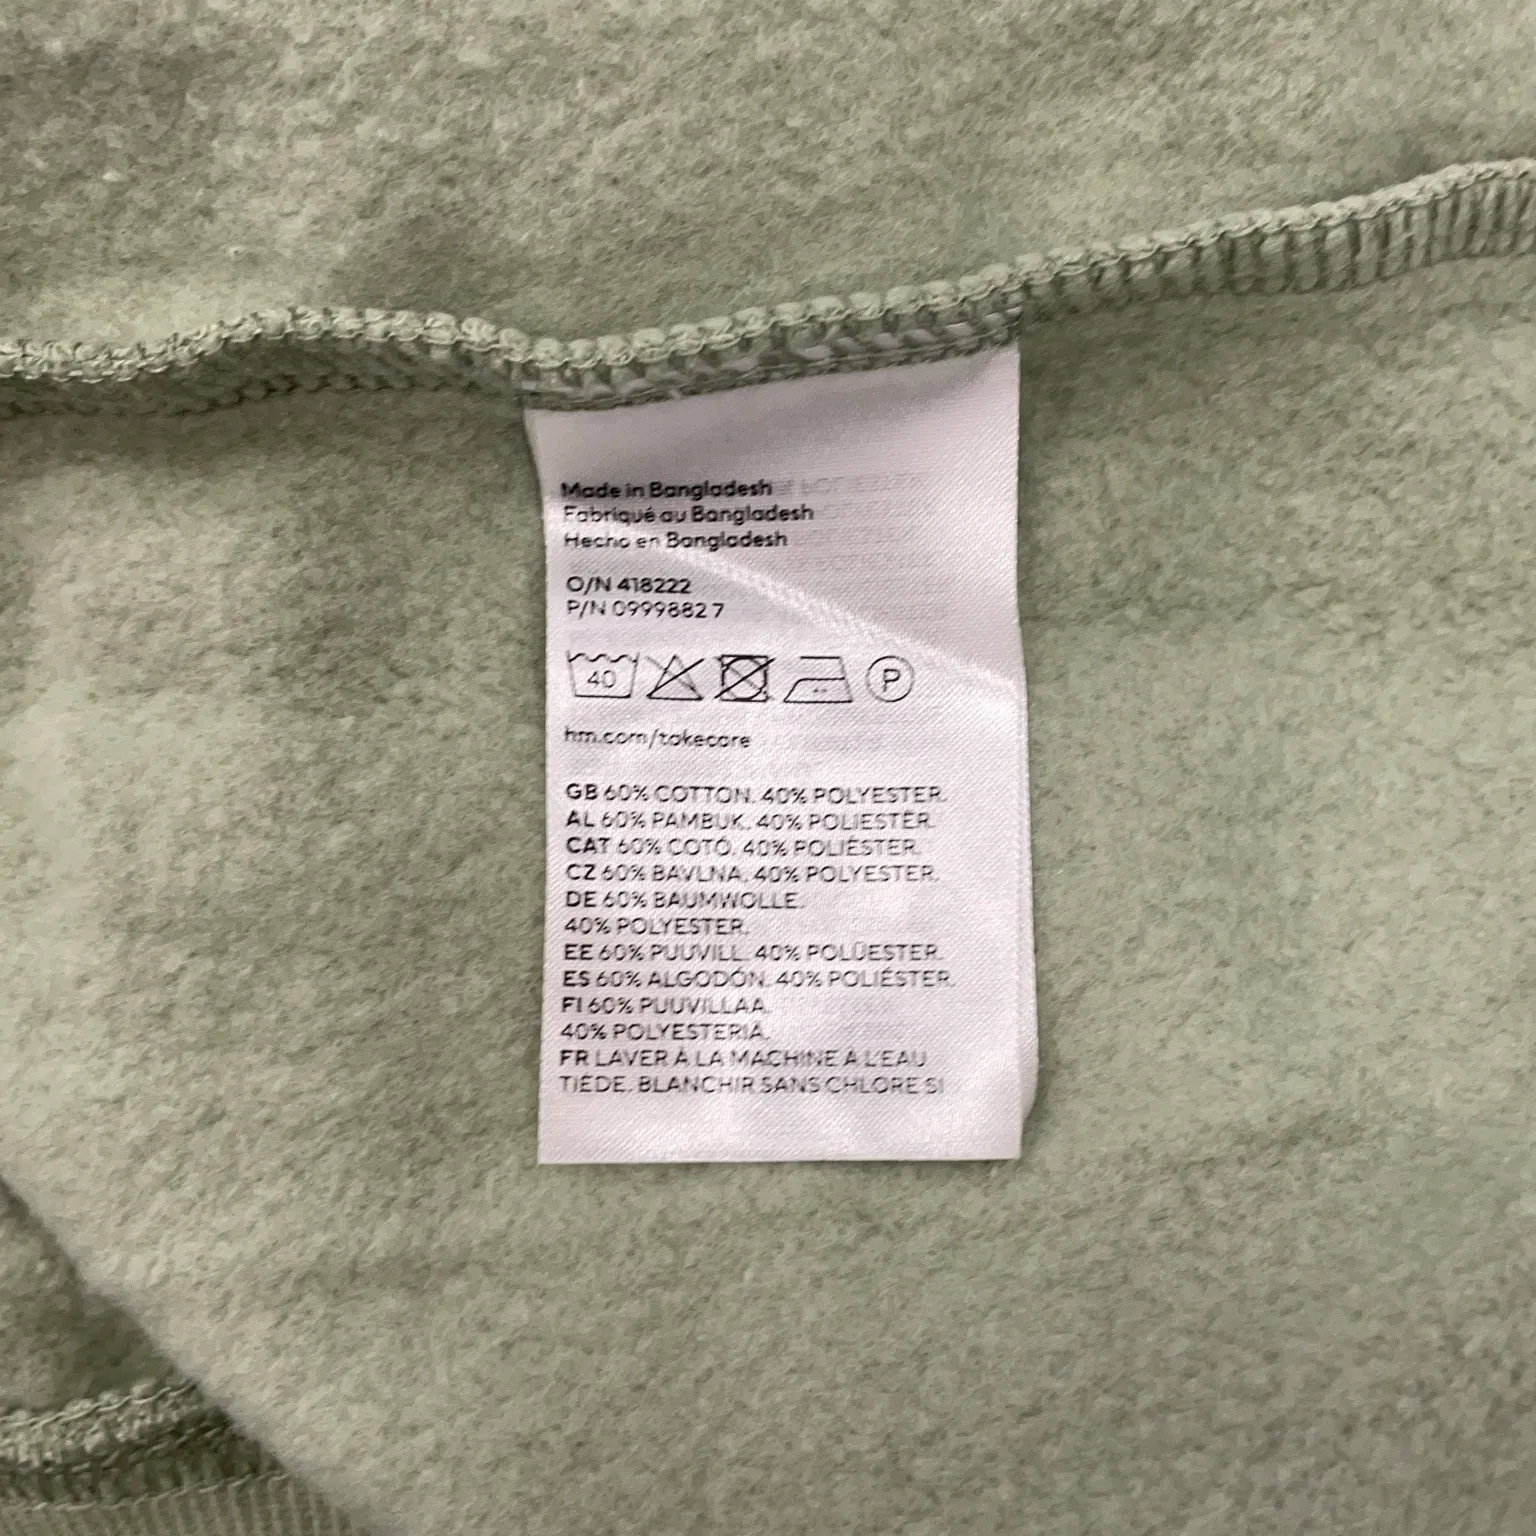 Made in Bangladesh
Fabriqué au Bangladesh
Hecho en Bangladesh
O/N 418222
P/N 0999882 7
40 P
hm.com/takecare
GB 60% COTTON. 40% POLYESTER.
AL 60% PAMBUK. 40% POLIESTËR.
CAT 60% COTÓ. 40% POLIÈSTER.
CZ 60% BAVLNA. 40% POLYESTER.
DE 60% BAUMWOLLE.
40% POLYESTER.
EE 60% PUUVILL. 40% POLÜESTER.
ES 60% ALGODÓN. 40% POLIÉSTER.
FI 60% PUUVILLAA.
40% POLYESTERIA.
FR LAVER À LA MACHINE À L'EAU
TIÈDE. BLANCHIR SANS CHLORE SI